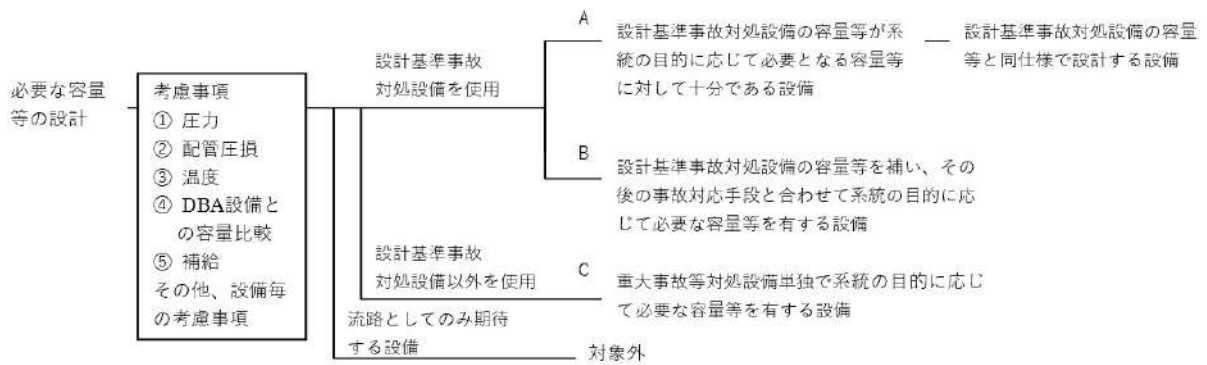 必要な容量
等の設計
考慮事項
① 圧力
② 配管圧損
③ 温度
④ DBA設備と
の容量比較
⑤ 補給
その他、設備毎
の考慮事項
設計基準事故
対処設備を使用
A
設計基準事故対処設備の容量等が系
統の目的に応じて必要となる容量等
に対して十分である設備
設計基準事故対処設備の容量
等と同仕様で設計する設備
B
設計基準事故対処設備の容量等を補い、その
後の事故対応手段と合わせて系統の目的に応
じて必要な容量等を有する設備
設計基準事故
対処設備以外を使用
C
重大事故等対処設備単独で系統の目的に応じ
て必要な容量等を有する設備
流路としてのみ期待
する設備
対象外